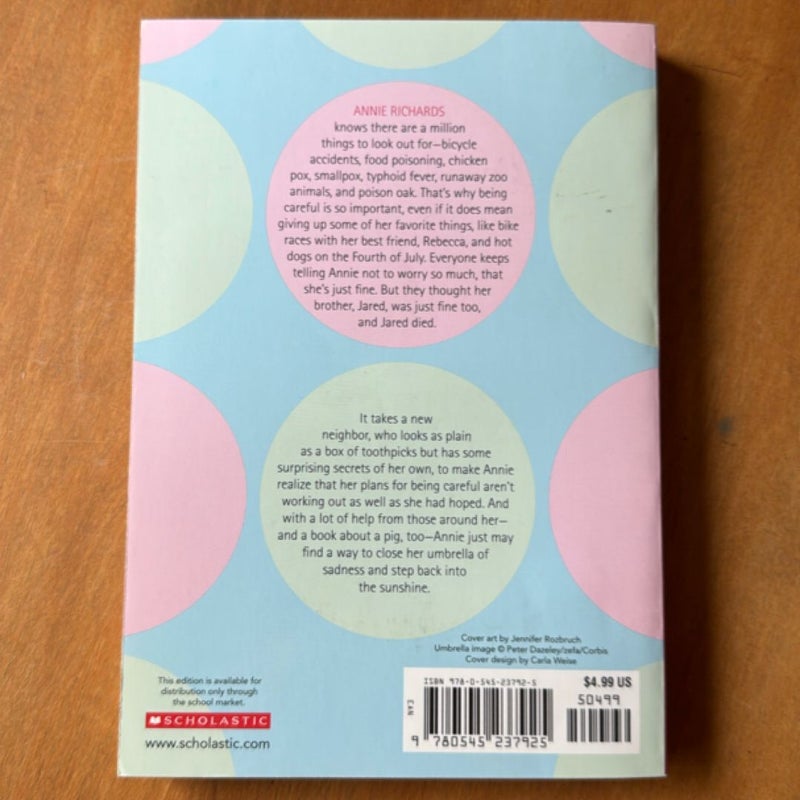 ANNIE RICHARDS
knows there are a million
things to look out for—bicycle
accidents, food poisoning, chicken
pox, smallpox, typhoid fever, runaway zoo
animals, and poison oak. That's why being
careful is so important, even if it does mean
giving up some of her favorite things, like bike
races with her best friend, Rebecca, and hot
dogs on the Fourth of July. Everyone keeps
telling Annie not to worry so much, that
she's just fine. But they thought her
brother, Jared, was just fine too,
and Jared died.
It takes a new
neighbor, who looks as plain
as a box of toothpicks but has some
surprising secrets of her own, to make Annie
realize that her plans for being careful aren't
working out as well as she had hoped. And
with a lot of help from those around her—
and a book about a pig, too—Annie just may
find a way to close her umbrella of
sadness and step back into
the sunshine.
Cover art by Jennifer Rozbruch
Umbrella image © Peter Dazeley/zefa/Corbis
Cover design by Carla Weise
This edition is available for
distribution only through
the school market.
SCHOLASTIC
www.scholastic.com
ISBN 978-0-545-23792-5
$4.99 US
50499
EAN
9 780545 237925